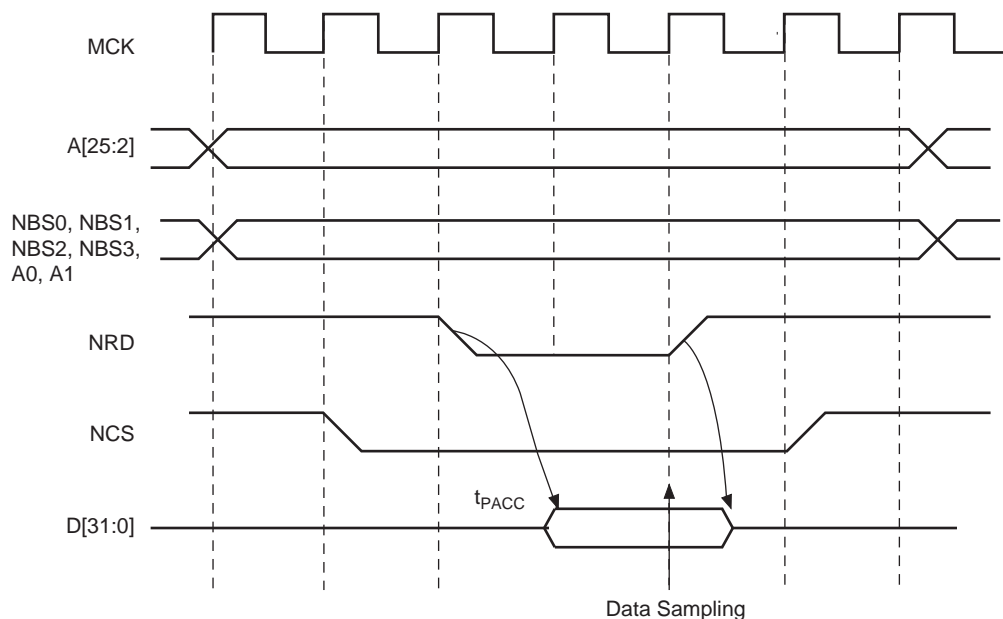 MCK
A[25:2]
NBS0, NBS1,
NBS2, NBS3,
A0, A1
NRD
NCS
tPACC
D[31:0]
Data Sampling